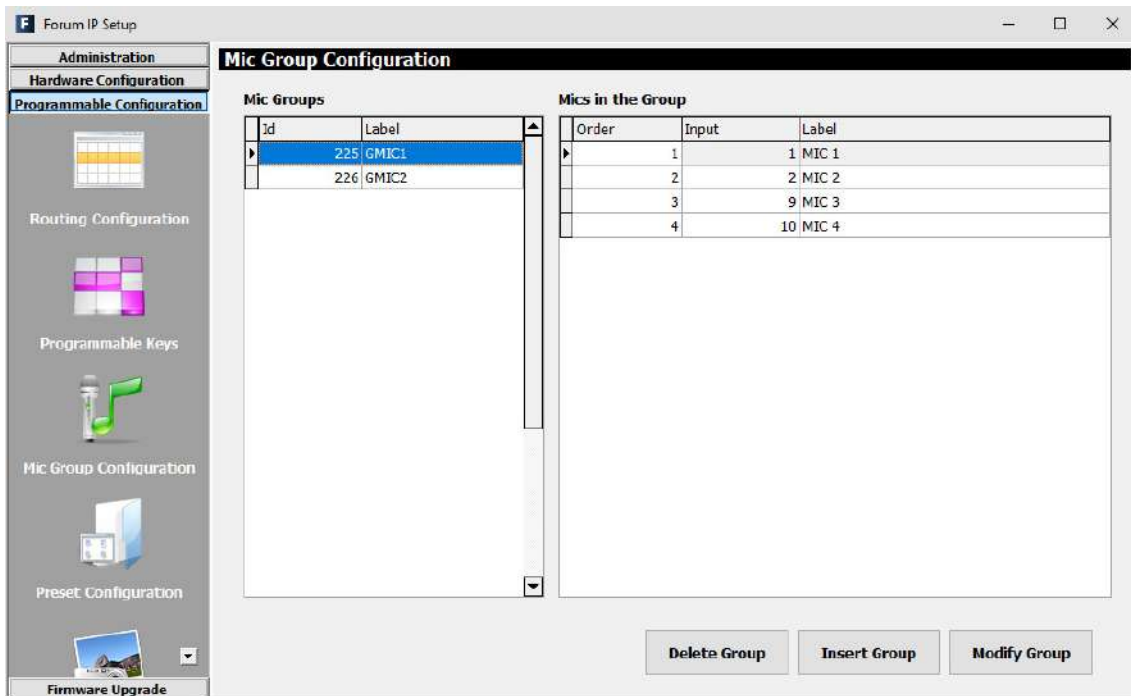 F Forum IP Setup
Administration
Hardware Configuration
Programmable Configuration
Routing Configuration
Programmable Keys
Mic Group Configuration
Preset Configuration
Firmware Upgrade
Mic Group Configuration
Mic Groups
Id Label
225 GMIC1
226 GMIC2
Mics in the Group
Order Input Label
1 1 MIC 1
2 2 MIC 2
3 9 MIC 3
4 10 MIC 4
Delete Group Insert Group Modify Group